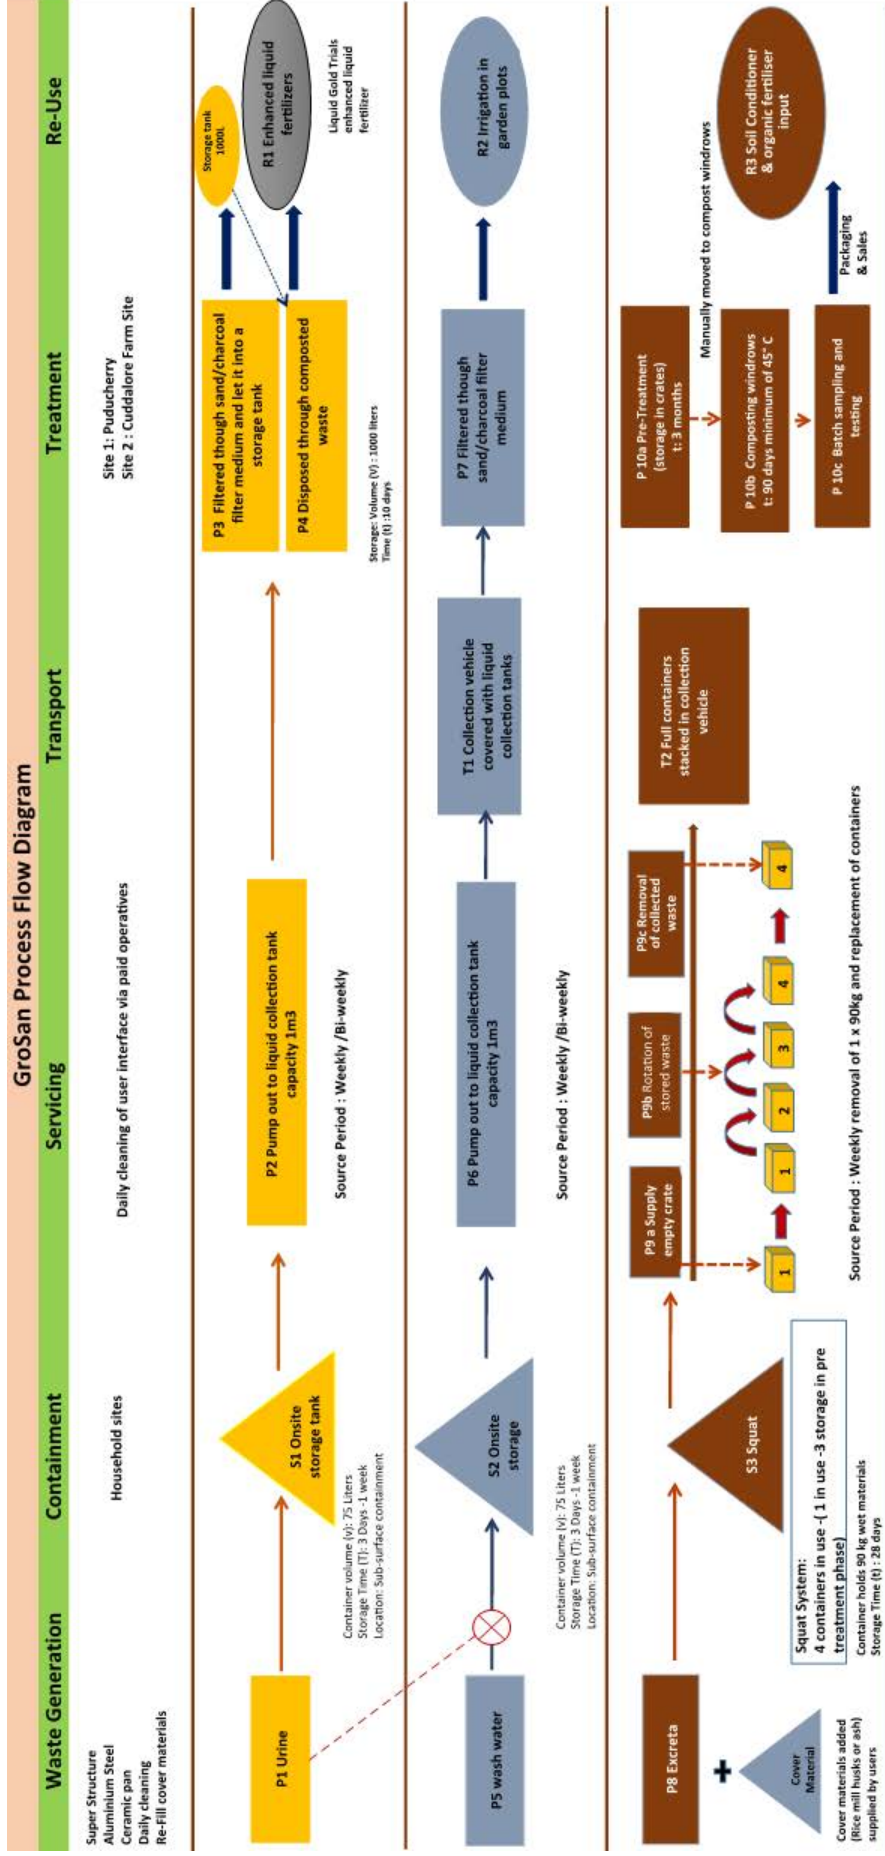 GroSan Process Flow Diagram
Waste Generation
Containment
Servicing
Transport
Treatment
Re-Use
Super Structure
Aluminium Steel
Ceramic pan
Daily cleaning
Re-Fill cover materials
Household sites
Daily cleaning of user interface via paid operatives
Site 1: Puducherry
Site 2 : Cuddalore Farm Site
P1 Urine
S1 Onsite
storage tank
Container volume (v): 75 Liters
Storage Time (T): 3 Days -1 week
Location: Sub-surface containment
P2 Pump out to liquid collection tank
capacity 1m3
Source Period : Weekly/Bi-weekly
P3 Filtered though sand/charcoal
filter medium and let it into a
storage tank
P4 Disposed through composted
waste
Storage: Volume (V) : 1000 liters
Time (t) :10 days
Storage tank
1000L
R1 Enhanced liquid
fertilizers
Liquid Gold Trials
enhanced liquid
fertilizer
P5 wash water
S2 Onsite
storage
Container volume (v): 75 Liters
Storage Time (T): 3 Days -1 week
Location: Sub-surface containment
P6 Pump out to liquid collection tank
capacity 1m3
Source Period : Weekly /Bi-weekly
T1 Collection vehicle
covered with liquid
collection tanks
P7 Filtered though
sand/charcoal filter
medium
R2 Irrigation in
garden plots
P8 Excreta
Cover
Material
Cover materials added
(Rice mill husks or ash)
supplied by users
S3 Squat
Squat System:
4 containers in use -( 1 in use -3 storage in pre
treatment phase)
Container holds 90 kg wet materials
Storage Time (t) : 28 days
P9 a Supply
empty crate
P9b Rotation of
stored waste
P9c Removal
of collected
waste
1
1
2
3
4
4
Source Period : Weekly removal of 1 x 90kg and replacement of containers
T2 Full containers
stacked in collection
vehicle
P 10a Pre-Treatment
(storage in crates)
t: 3 months
Manually moved to compost windrows
P 10b Composting windrows
t: 90 days minimum of 45° C
P 10c Batch sampling and
testing
Packaging
& Sales
R3 Soil Conditioner
& organic fertiliser
input